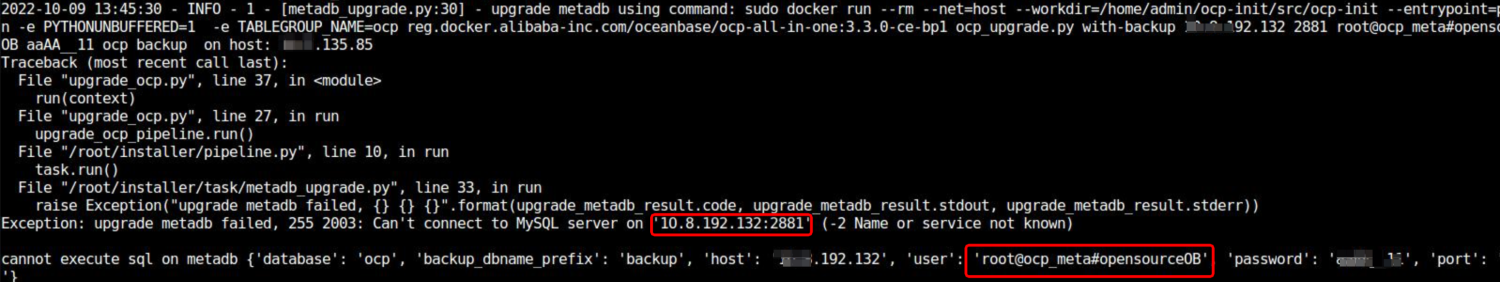 2022-10-09 13:45:30 - INFO - 1 - [metadb_upgrade.py:30] - upgrade metadb using command: sudo docker run --rm --net=host --workdir=/home/admin/ocp-init/src/ocp-init --entrypoint=p
n -e PYTHONUNBUFFERED=1  -e TABLEGROUP_NAME=ocp reg.docker.alibaba-inc.com/oceanbase/ocp-all-in-one:3.3.0-ce-bp1 ocp_upgrade.py with-backup 192.132 2881 root@ocp_meta#openso
OB aaAA__11 ocp backup  on host: .135.85
Traceback (most recent call last):
  File "upgrade_ocp.py", line 37, in <module>
    run(context)
  File "upgrade_ocp.py", line 27, in run
    upgrade_ocp_pipeline.run()
  File "/root/installer/pipeline.py", line 10, in run
    task.run()
  File "/root/installer/task/metadb_upgrade.py", line 33, in run
    raise Exception("upgrade metadb failed, {} {} {}".format(upgrade_metadb_result.code, upgrade_metadb_result.stdout, upgrade_metadb_result.stderr))
Exception: upgrade metadb failed, 255 2003: Can't connect to MySQL server on '10.8.192.132:2881' (-2 Name or service not known)
cannot execute sql on metadb {'database': 'ocp', 'backup_dbname_prefix': 'backup', 'host': ' .192.132', 'user': 'root@ocp_meta#opensourceOB' 'password': ' ', 'port': '
'}